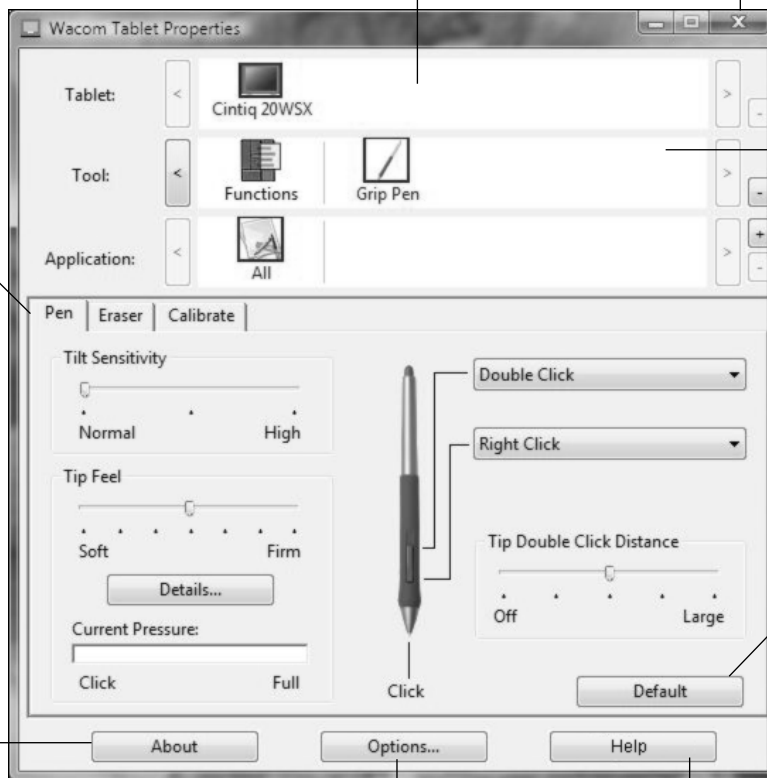 Wacom Tablet Properties
Tablet:
Cintiq 20WSX
Tool:
Functions
Grip Pen
Application:
All
Pen
Eraser
Calibrate
Tilt Sensitivity
Normal
High
Tip Feel
Soft
Firm
Details...
Current Pressure:
Click
Full
Click
Double Click
Right Click
Tip Double Click Distance
Off
Large
Default
About
Options...
Help